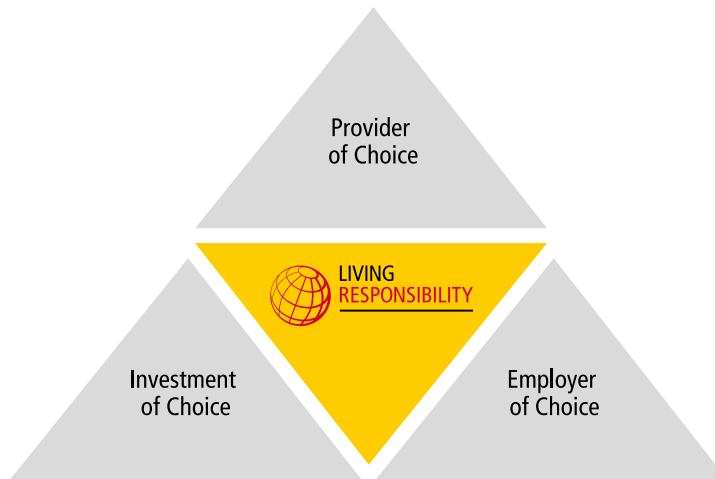 Provider
of Choice
LIVING
RESPONSIBILITY
Investment
of Choice
Employer
of Choice